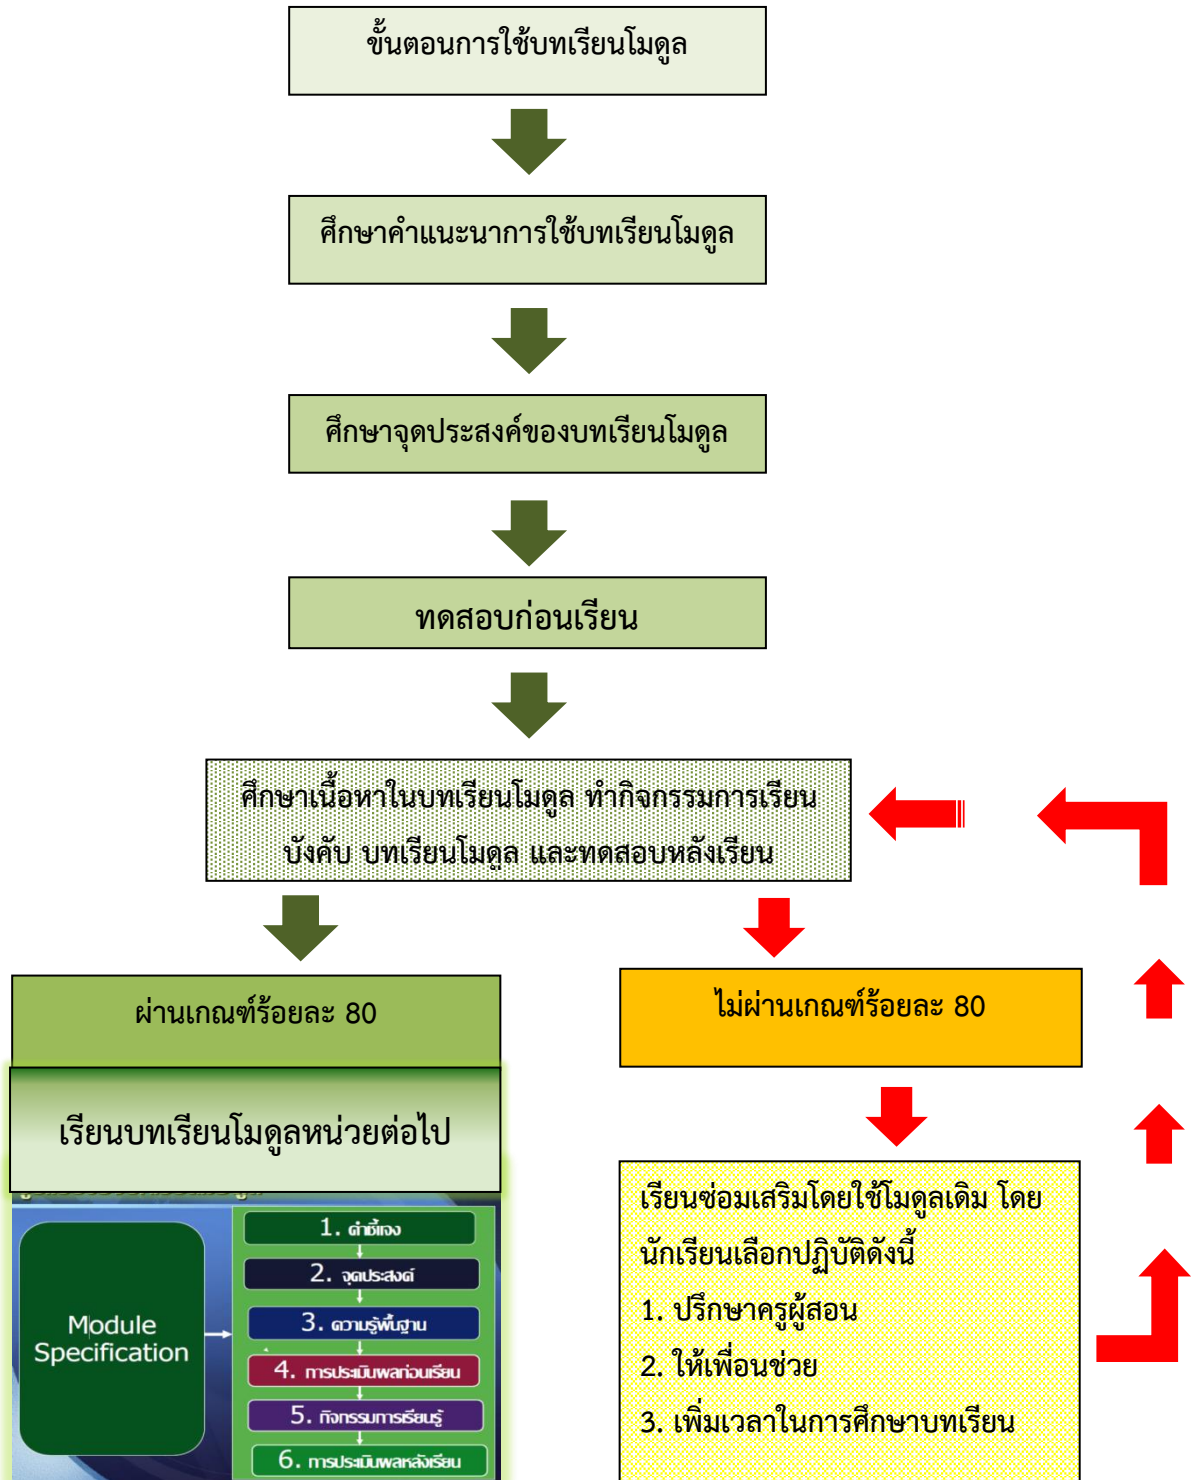 ขั้นตอนการใช้บทเรียนโมดูล
ศึกษาคำแนะนาการใช้บทเรียนโมดูล
ศึกษาจุดประสงค์ของบทเรียนโมดูล
ทดสอบก่อนเรียน
ศึกษาเนื้อหาในบทเรียนโมดูล ทำกิจกรรมการเรียน
บังคับ บทเรียนโมดูล และทดสอบหลังเรียน
ผ่านเกณฑ์ร้อยละ 80
ไม่ผ่านเกณฑ์ร้อยละ 80
เรียนบทเรียนโมดูลหน่วยต่อไป
เรียนซ่อมเสริมโดยใช้โมดูลเดิม โดย
นักเรียนเลือกปฏิบัติดังนี้
1. ปรึกษาครูผู้สอน
2. ให้เพื่อนช่วย
3. เพิ่มเวลาในการศึกษาบทเรียน
Module
Specification
1. คำชี้แจง
2. จุดประสงค์
3. ความรู้พื้นฐาน
4. การประเมินผลก่อนเรียน
5. กิจกรรมการเรียนรู้
6. การประเมินผลหลังเรียน